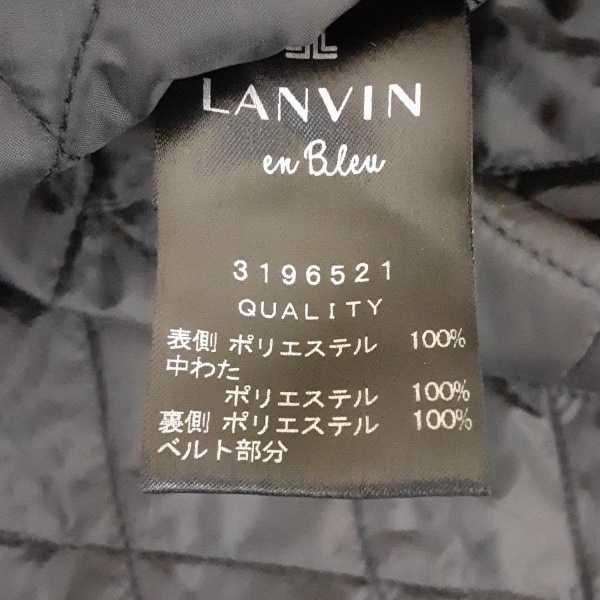 LANVIN
en Bleu
3196521
QUALITY
表側 ポリエステル 100%
中わた
ポリエステル 100%
裏側 ポリエステル 100%
ベルト部分